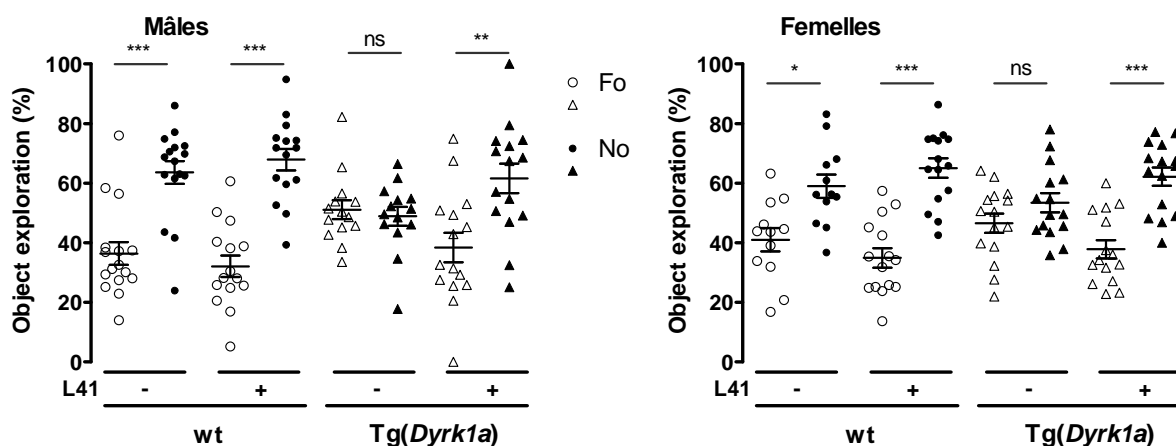 Mâles
*** *** ns **
Object exploration (%)
100
80
60
40
20
0
L41 - + - +
wt Tg(Dyrk1a)
Fo
No
Femelles
* *** ns ***
Object exploration (%)
100
80
60
40
20
0
L41 - + - +
wt Tg(Dyrk1a)